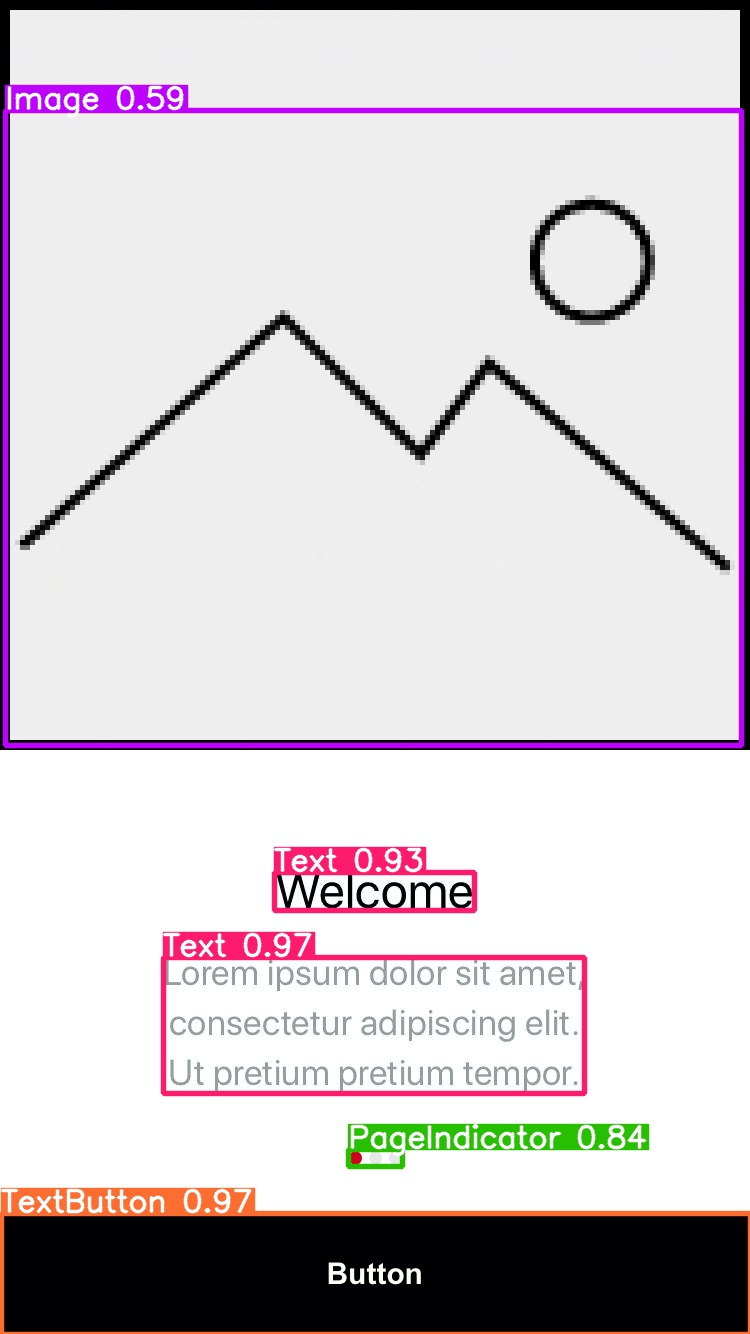 Image 0.59
Text 0.93
Welcome
Text 0.97
Lorem ipsum dolor sit amet,
consectetur adipiscing elit.
Ut pretium pretium tempor.
PageIndicator 0.84
TextButton 0.97
Button